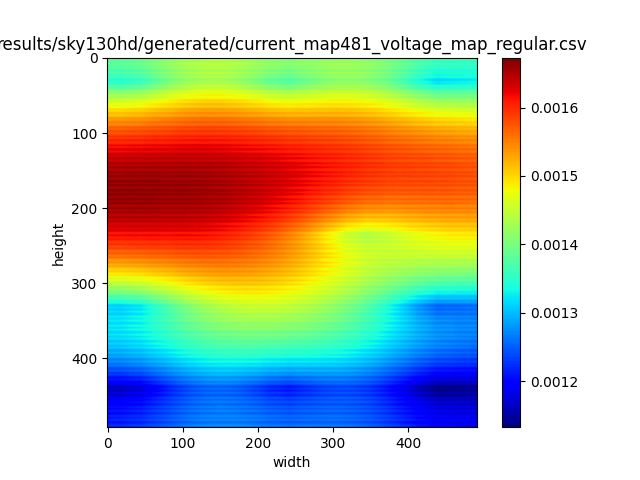 results/sky130hd/generated/current_map481_voltage_map_regular.csv
0
100
200
300
400
height
0 100 200 300 400
width
0.0016
0.0015
0.0014
0.0013
0.0012